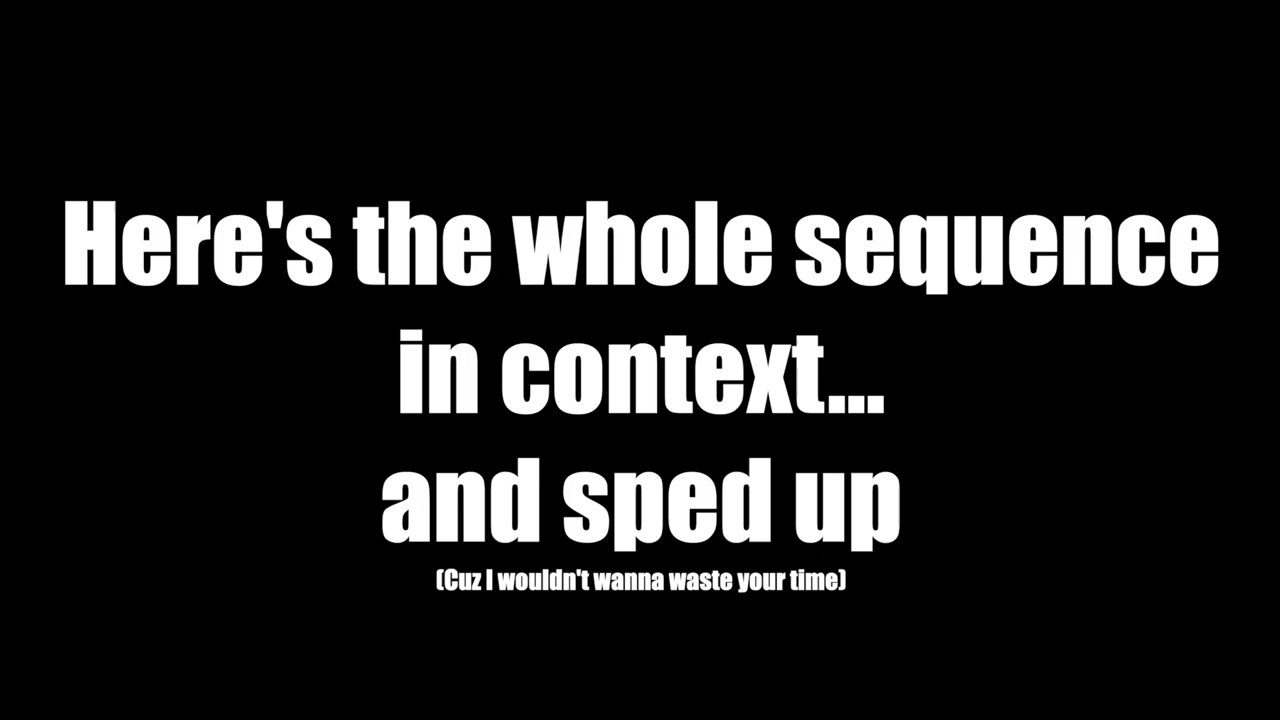 Here's the whole sequence
in context...
and sped up
(Cuz I wouldn't wanna waste your time)